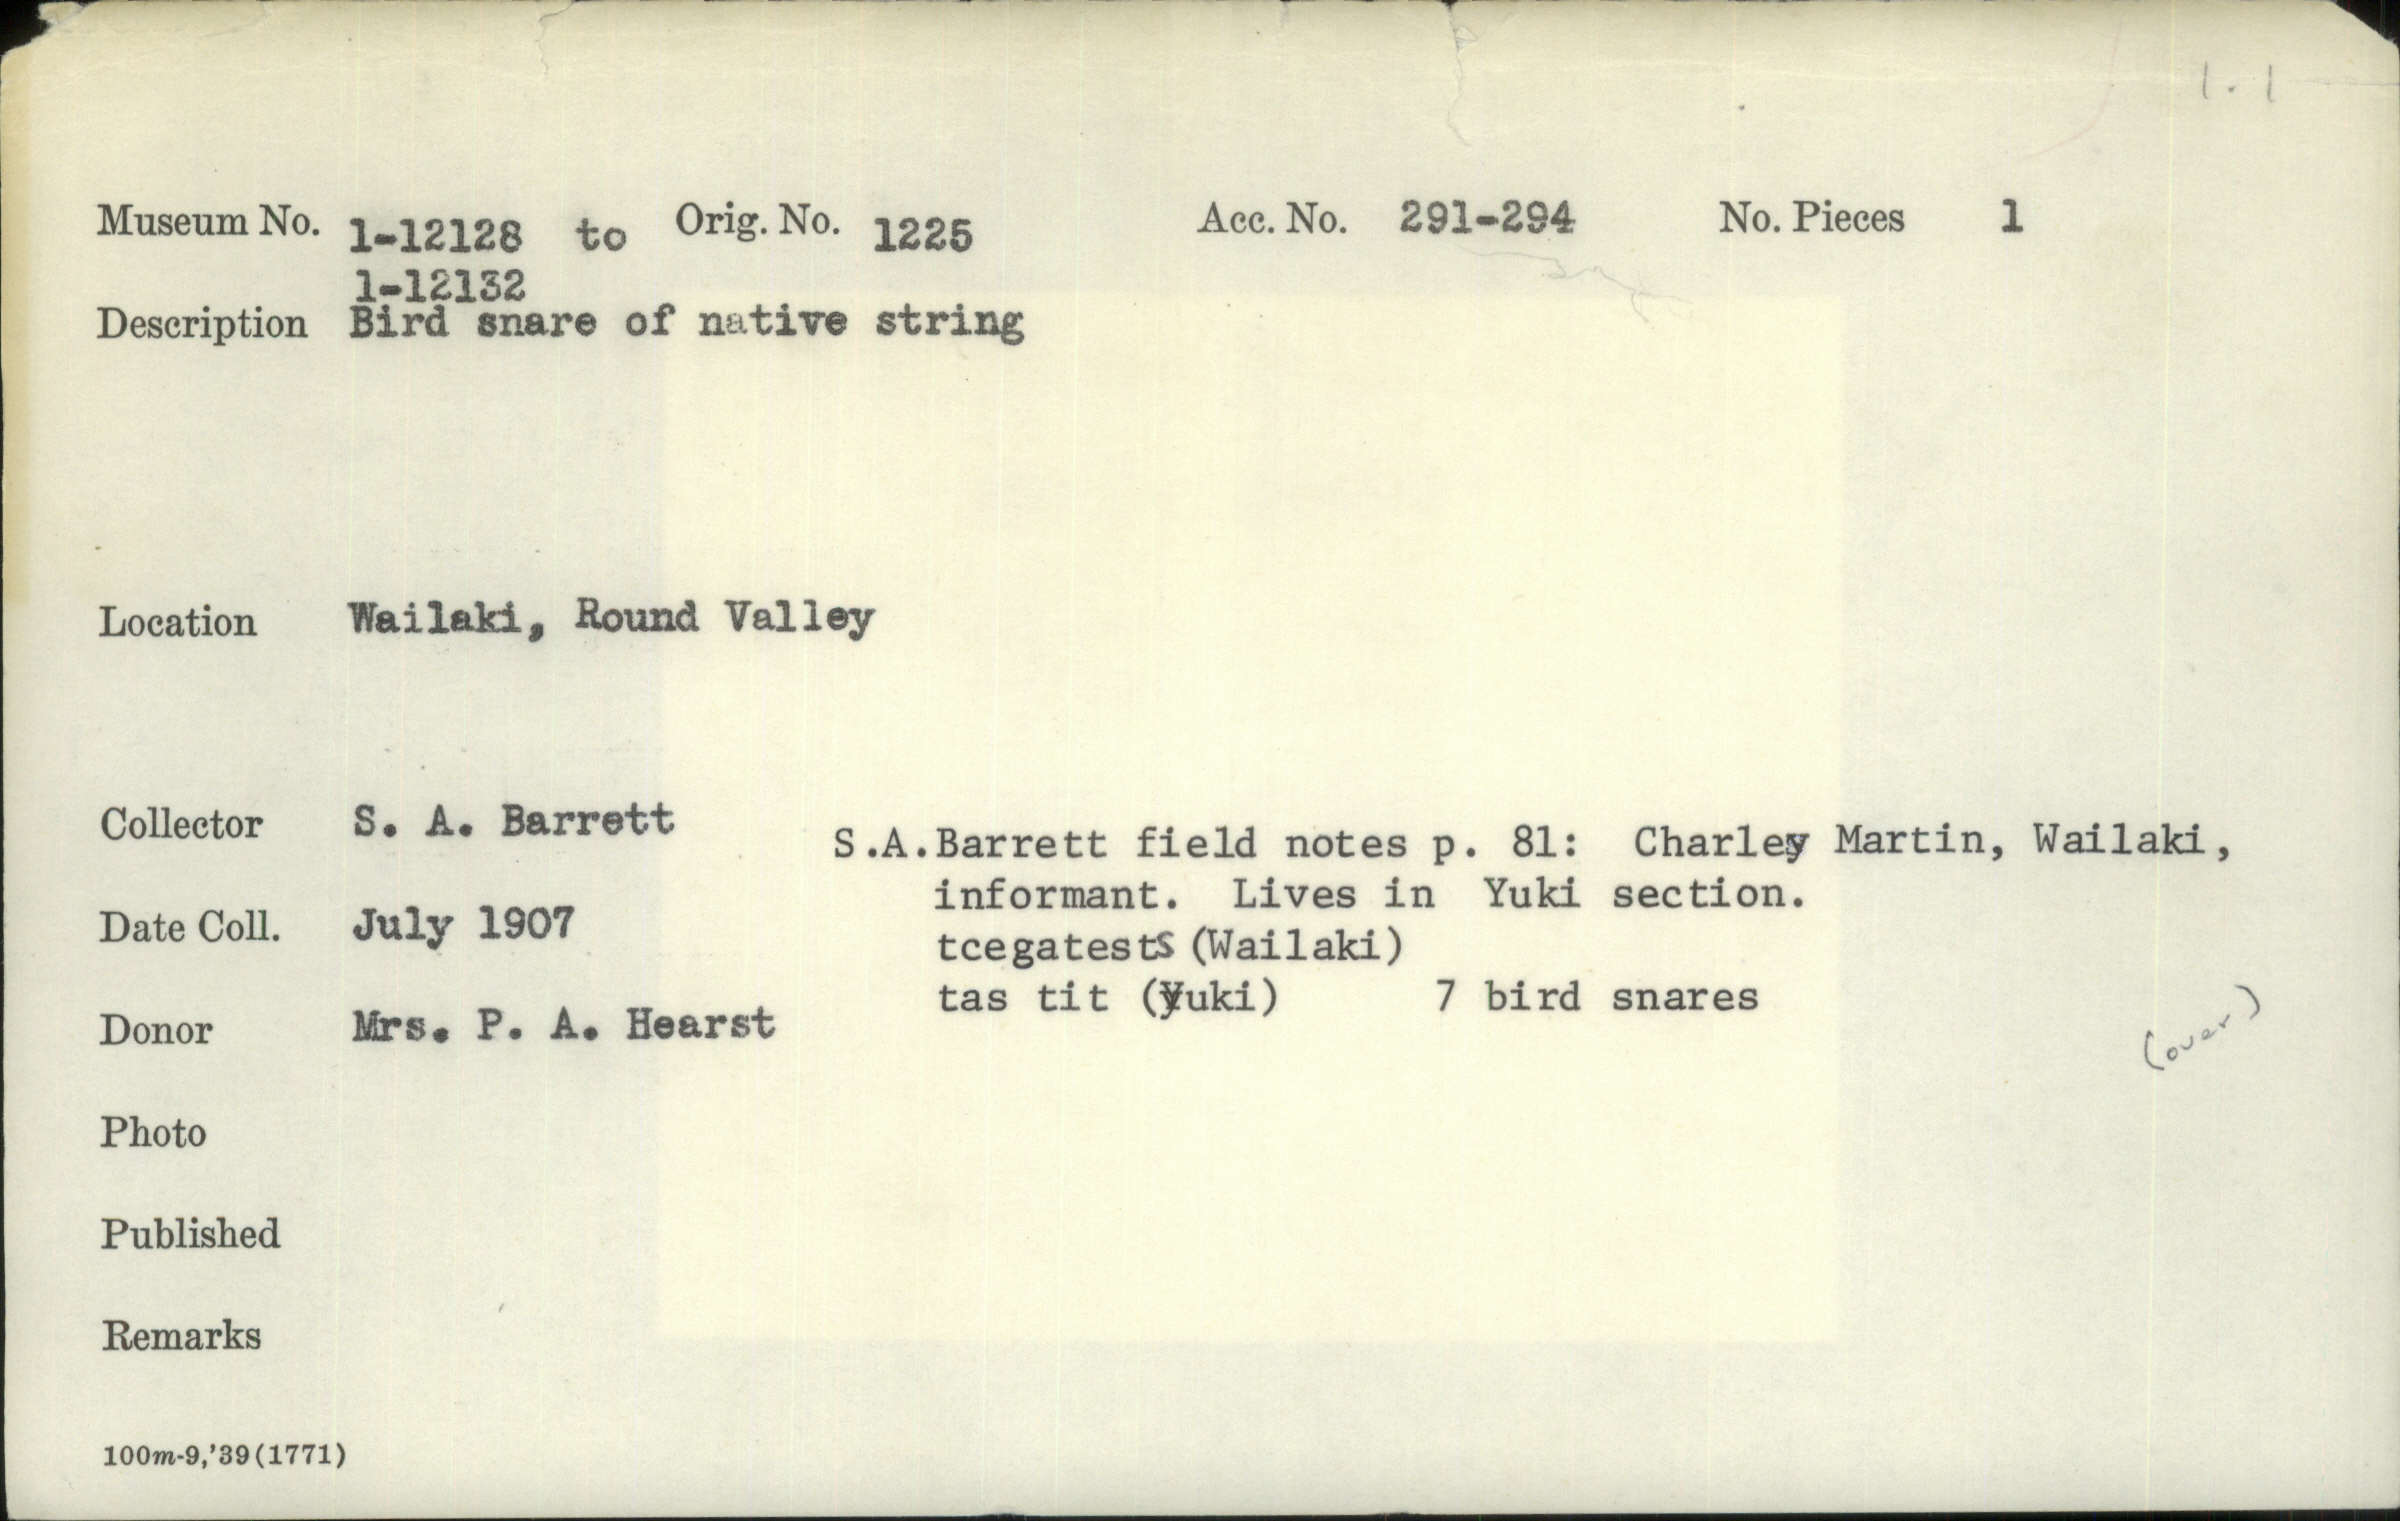 1.1
Museum No. 1-12128 to Orig. No. 1225 Acc. No. 291-294 No. Pieces 1
1-12132
Description Bird snare of native string
Location Wailaki, Round Valley
Collector S. A. Barrett
S.A.Barrett field notes p. 81: Charley Martin, Wailaki,
informant. Lives in Yuki section.
Date Coll. July 1907
tcegatests (Wailaki)
tas tit (Yuki) 7 bird snares
Donor Mrs. P. A. Hearst
(over)
Photo
Published
Remarks
100m-9,'39(1771)